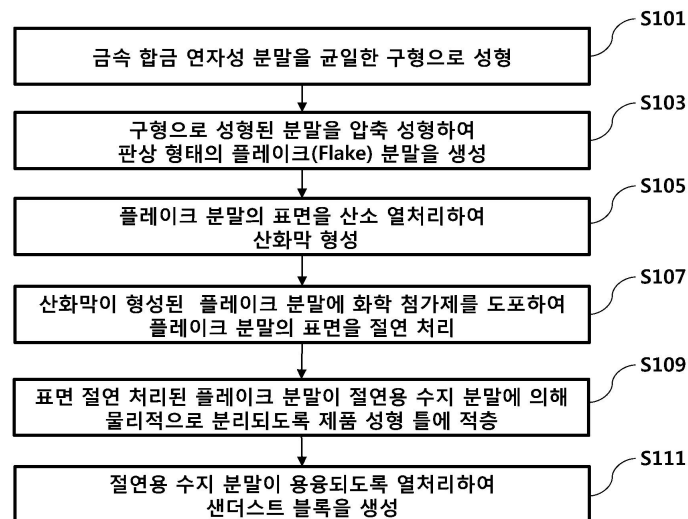 S101
금속 합금 연자성 분말을 균일한 구형으로 성형
S103
구형으로 성형된 분말을 압축 성형하여
판상 형태의 플레이크(Flake) 분말을 생성
S105
플레이크 분말의 표면을 산소 열처리하여
산화막 형성
S107
산화막이 형성된 플레이크 분말에 화학 첨가제를 도포하여
플레이크 분말의 표면을 절연 처리
S109
표면 절연 처리된 플레이크 분말이 절연용 수지 분말에 의해
물리적으로 분리되도록 제품 성형 틀에 적층
S111
절연용 수지 분말이 용융되도록 열처리하여
샌더스트 블록을 생성